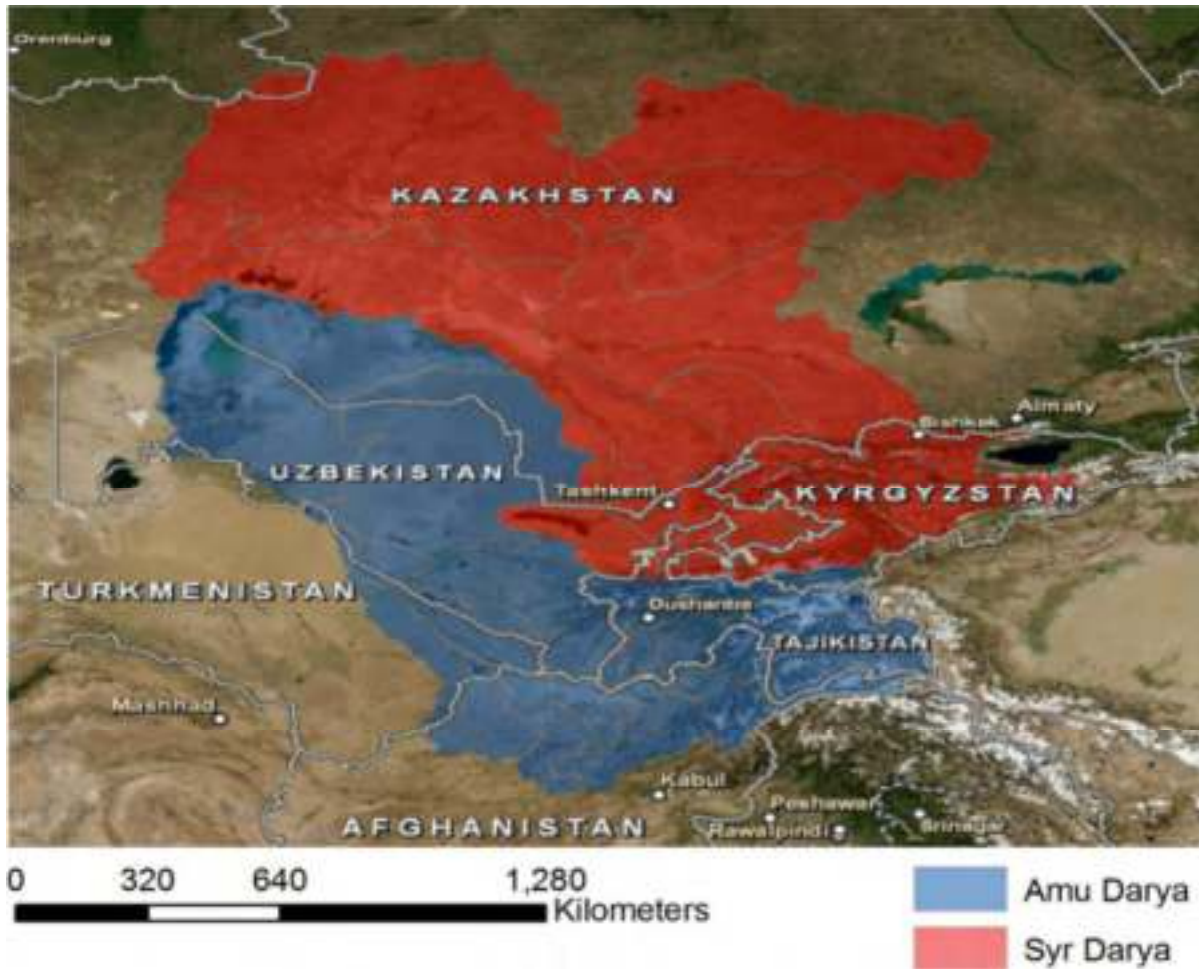 Orenburg
KAZAKHSTAN
Almaty
Bishkek
UZBEKISTAN
Tashkent
KYRGYZSTAN
TURKMENISTAN
Dushanbe
TAJIKISTAN
Mashhad
Kabul
Peshawar
AFGHANISTAN
Rawalpindi
Srinagar
0 320 640 1,280
Kilometers
Amu Darya
Syr Darya